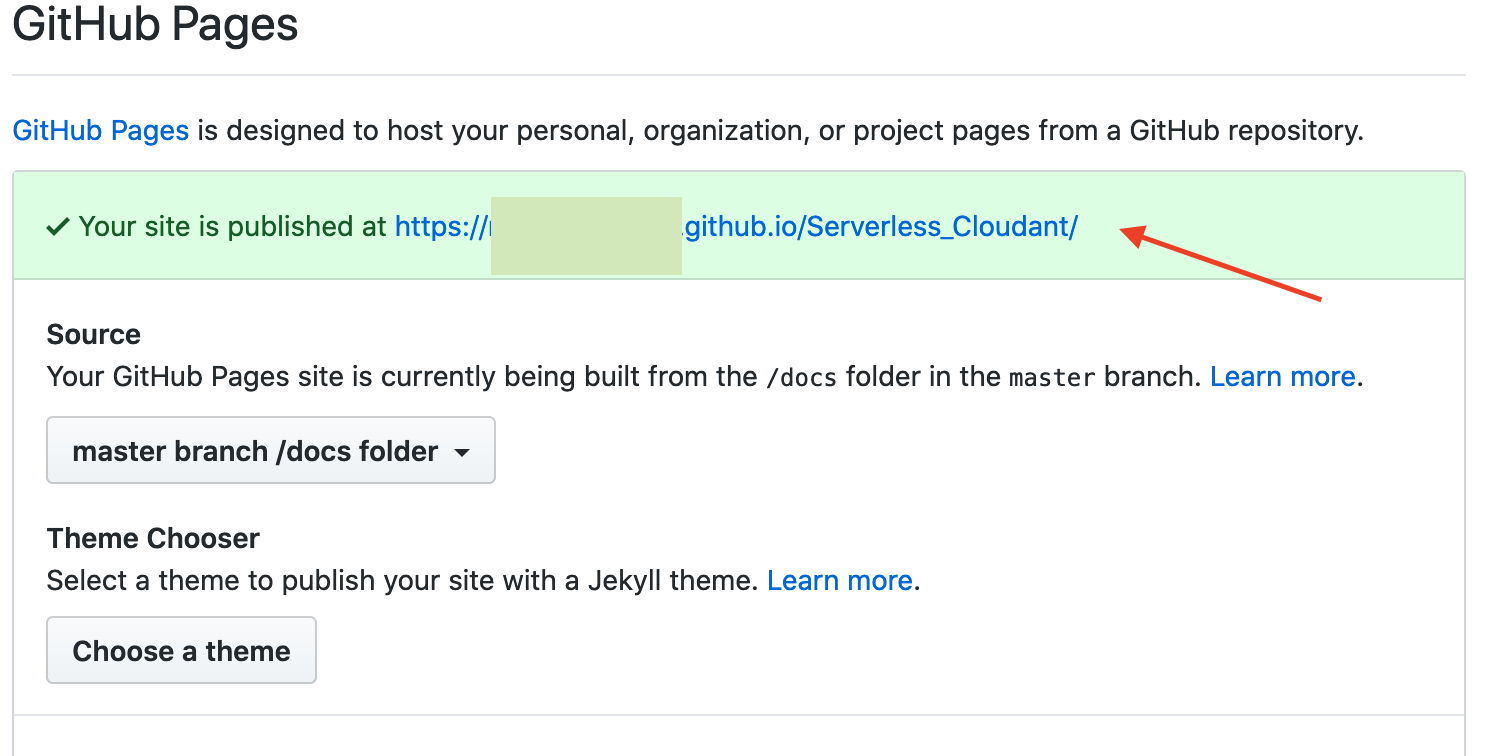 GitHub Pages
GitHub Pages is designed to host your personal, organization, or project pages from a GitHub repository.
✓ Your site is published at https:// .github.io/Serverless_Cloudant/
Source
Your GitHub Pages site is currently being built from the /docs folder in the master branch. Learn more.
master branch /docs folder
Theme Chooser
Select a theme to publish your site with a Jekyll theme. Learn more.
Choose a theme